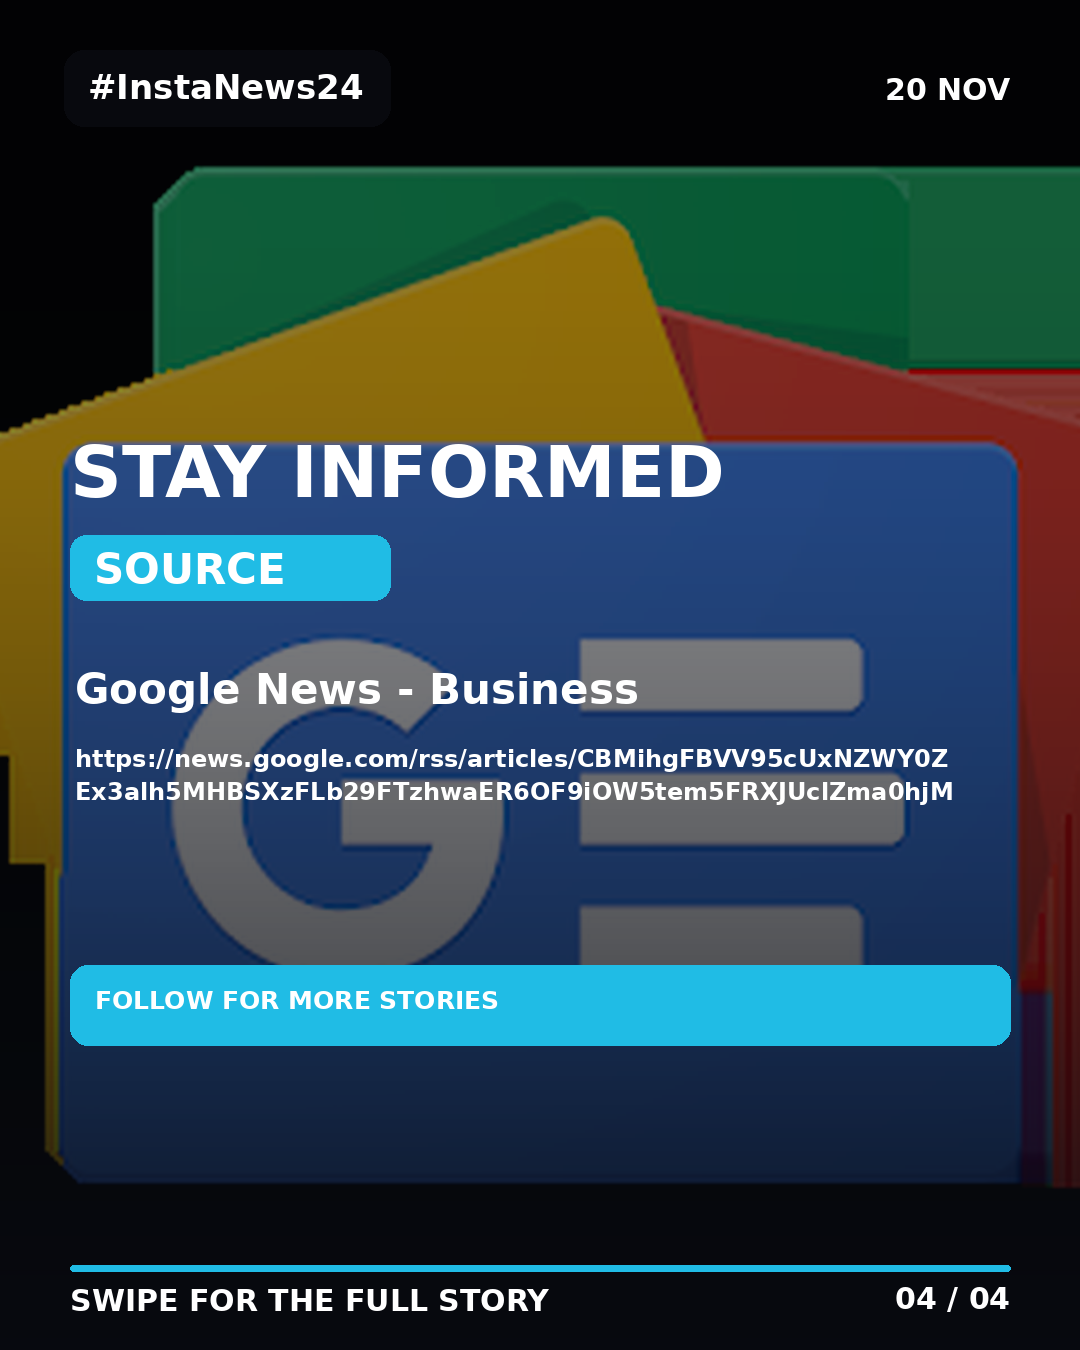 #InstaNews24
20 NOV
STAY INFORMED
SOURCE
Google News - Business
https://news.google.com/rss/articles/CBMihgFBVV95cUxNZWY0Z
Ex3alh5MHBSXzFLb29FTzhwaER6OF9iOW5tem5FRXJUclZma0hjM
FOLLOW FOR MORE STORIES
SWIPE FOR THE FULL STORY
04 / 04